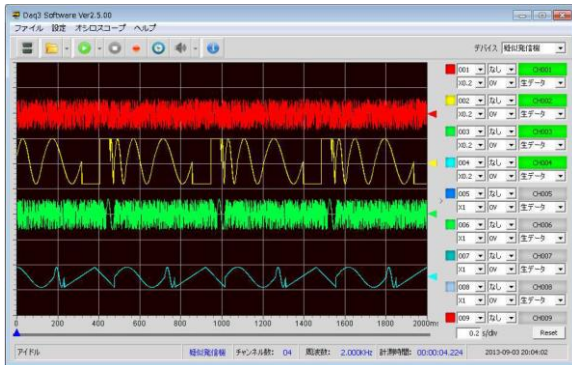 Daq3 Software Ver2.5.00
ファイル 設定 オシロスコープ ヘルプ
デバイス 疑似発信機
001 なし CH001
X0.2 0V 生データ
002 なし CH002
X0.2 0V 生データ
003 なし CH003
X0.2 0V 生データ
004 なし CH004
X0.2 0V 生データ
005 なし CH005
X1 0V 生データ
006 なし CH006
X1 0V 生データ
007 なし CH007
X1 0V 生データ
008 なし CH008
X1 0V 生データ
009 なし CH009
0 200 400 600 800 1000 1200 1400 1600 1800 2000ms
0.2 s/div Reset
アイドル 疑似発信機 チャンネル数: 04 周波数: 2.000KHz 計測時間: 00:00:04.224 2013-09-03 20:04:02